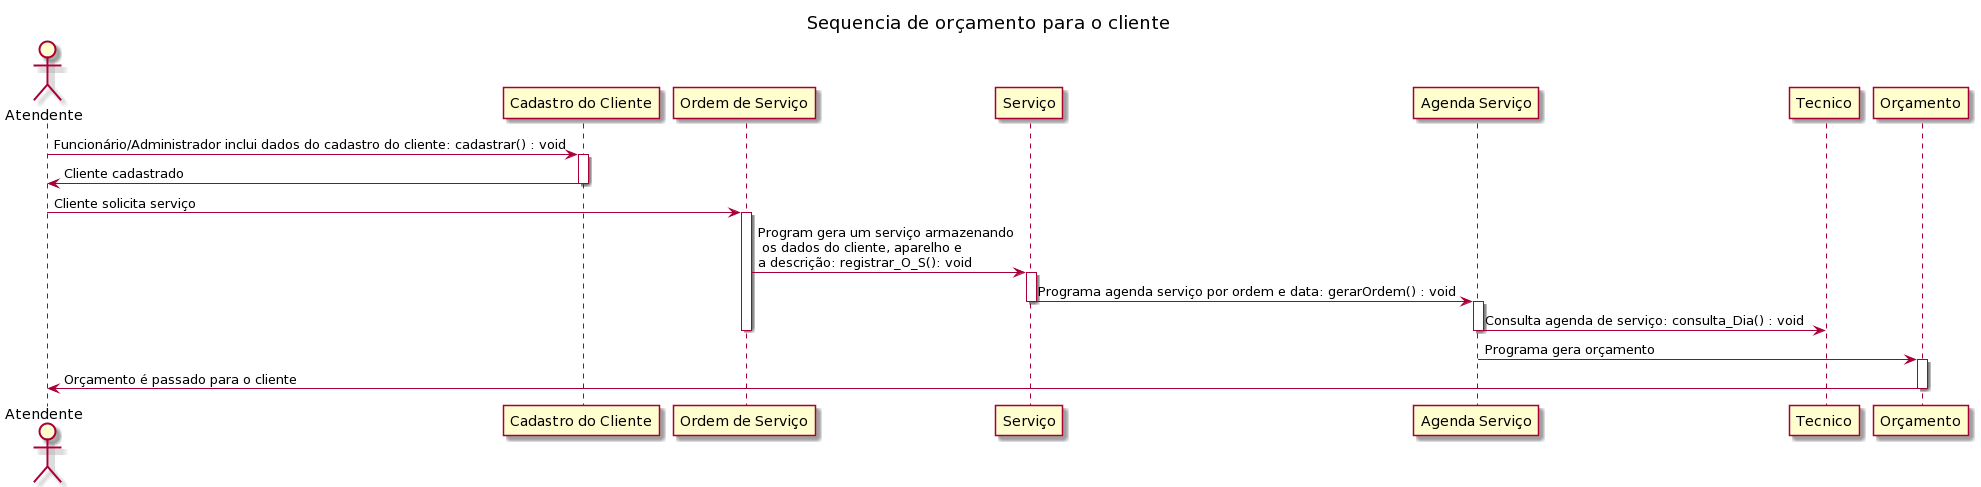 Sequencia de orçamento para o cliente
Atendente
Cadastro do Cliente
Ordem de Serviço
Serviço
Agenda Serviço
Tecnico
Orçamento
Funcionário/Administrador inclui dados do cadastro do cliente: cadastrar() : void
Cliente cadastrado
Cliente solicita serviço
Program gera um serviço armazenando
os dados do cliente, aparelho e
a descrição: registrar_O_S(): void
Programa agenda serviço por ordem e data: gerarOrdem() : void
Consulta agenda de serviço: consulta_Dia() : void
Programa gera orçamento
Orçamento é passado para o cliente
Atendente
Cadastro do Cliente
Ordem de Serviço
Serviço
Agenda Serviço
Tecnico
Orçamento